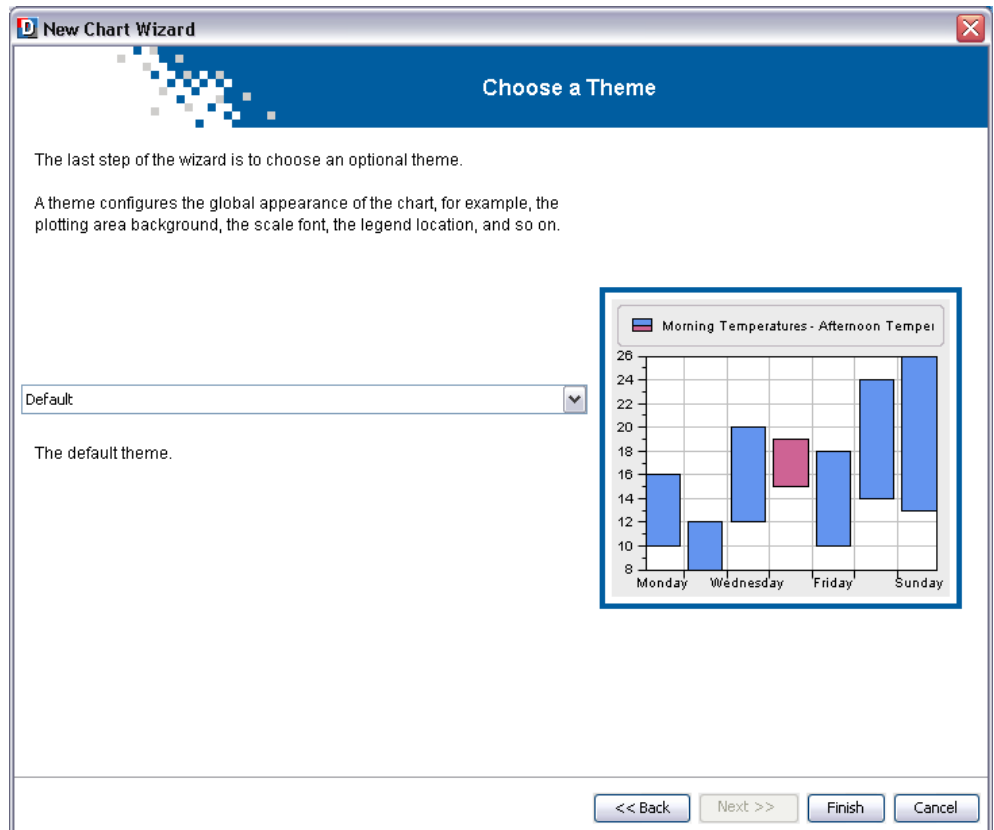 New Chart Wizard
Choose a Theme
The last step of the wizard is to choose an optional theme.
A theme configures the global appearance of the chart, for example, the
plotting area background, the scale font, the legend location, and so on.
Morning Temperatures - Afternoon Temper
26
24
22
20
18
16
14
12
10
8
Monday Wednesday Friday Sunday
Default
The default theme.
<< Back Next >> Finish Cancel